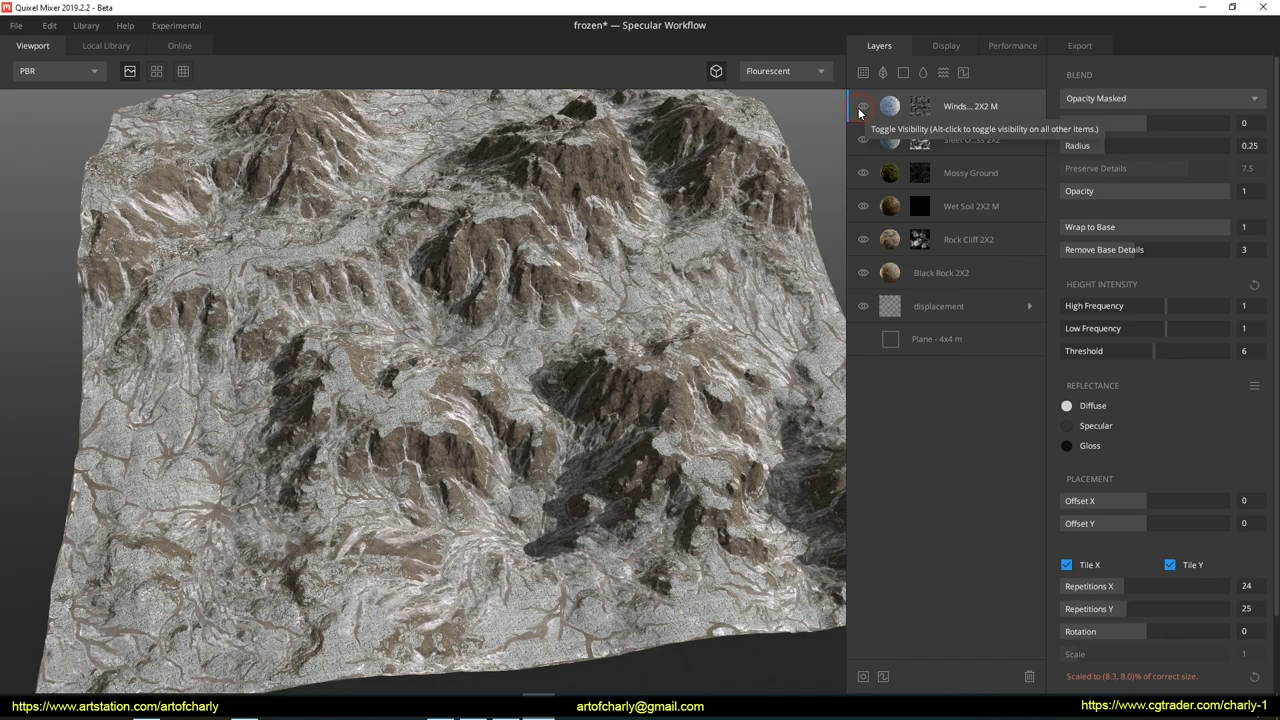 Quixel Mixer 2019.2.2 - Beta
File Edit Library Help Experimental
frozen* — Specular Workflow
Viewport Local Library Online
Layers Display Performance Export
PBR
Flourescent
BLEND
Opacity Masked
Winds... 2X2 M
0
Toggle Visibility (Alt-click to toggle visibility on all other items.)
Radius 0.25
Mossy Ground
Preserve Details 7.5
Opacity 1
Wet Soil 2X2 M
Wrap to Base 1
Rock Cliff 2X2
Remove Base Details 3
Black Rock 2X2
HEIGHT INTENSITY
displacement
High Frequency 1
Low Frequency 1
Plane - 4x4 m
Threshold 6
REFLECTANCE
Diffuse
Specular
Gloss
PLACEMENT
Offset X 0
Offset Y 0
Tile X Tile Y
Repetitions X 24
Repetitions Y 25
Rotation 0
Scale 1
Scaled to (8.3, 8.0)% of correct size.
https://www.artstation.com/artofcharly
artofcharly@gmail.com
https://www.cgtrader.com/charly-1